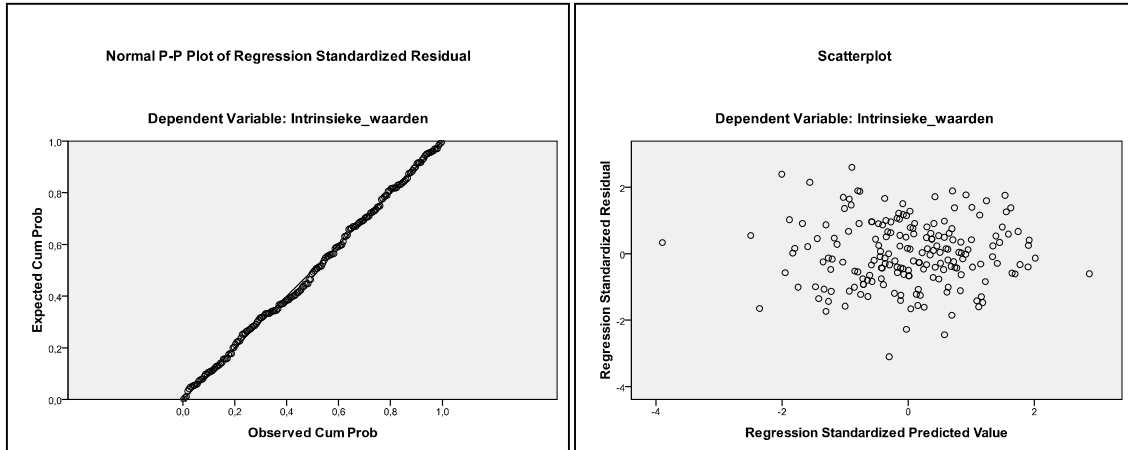 Normal P-P Plot of Regression Standardized Residual
Dependent Variable: Intrinsieke_waarden
Expected Cum Prob
1,0
0,8
0,6
0,4
0,2
0,0
0,0 0,2 0,4 0,6 0,8 1,0
Observed Cum Prob
Scatterplot
Dependent Variable: Intrinsieke_waarden
Regression Standardized Residual
2
0
-2
-4
-4 -2 0 2
Regression Standardized Predicted Value